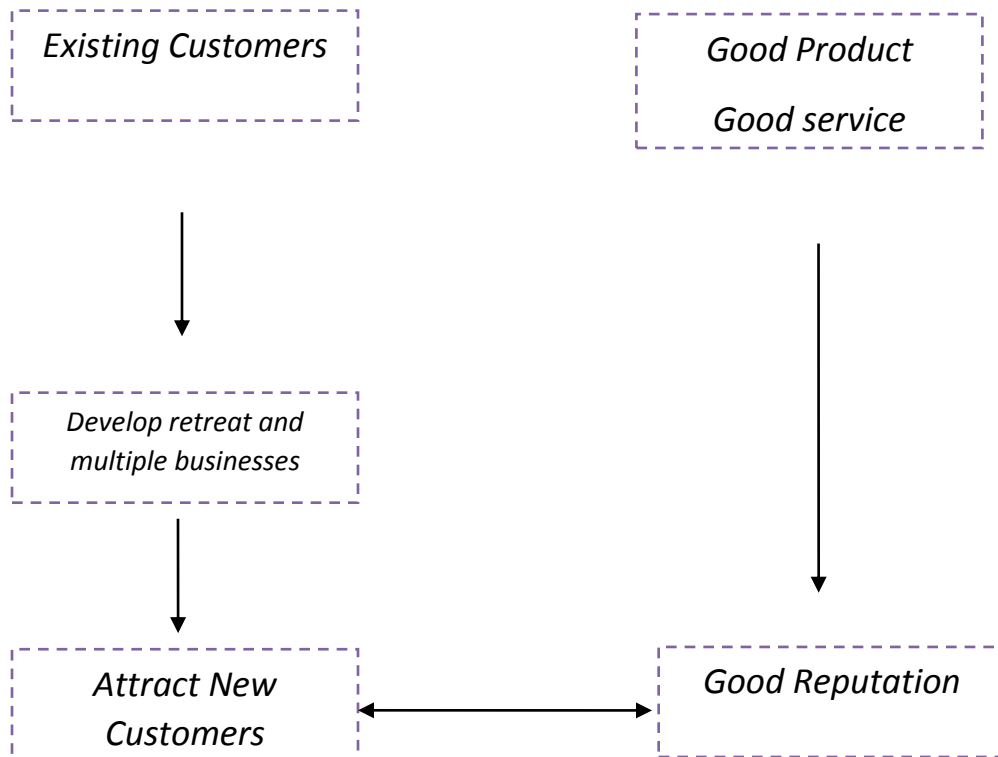 Existing Customers
Good Product
Good service
Develop retreat and
multiple businesses
Attract New
Customers
Good Reputation